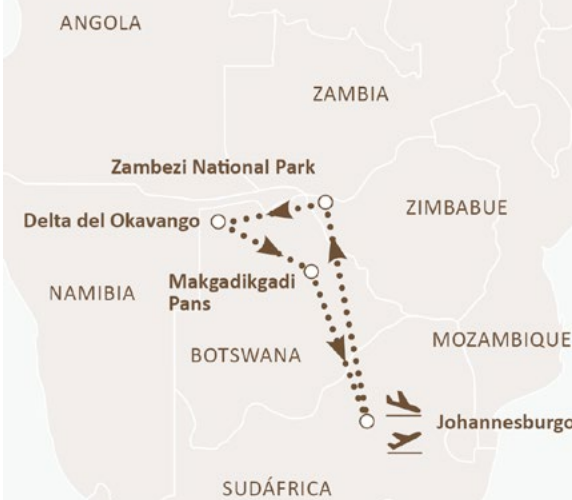 ANGOLA
ZAMBIA
Zambezi National Park
ZIMBABUE
Delta del Okavango
NAMIBIA
Makgadikgadi
Pans
BOTSWANA
MOZAMBIQUE
Johannesburgo
SUDÁFRICA